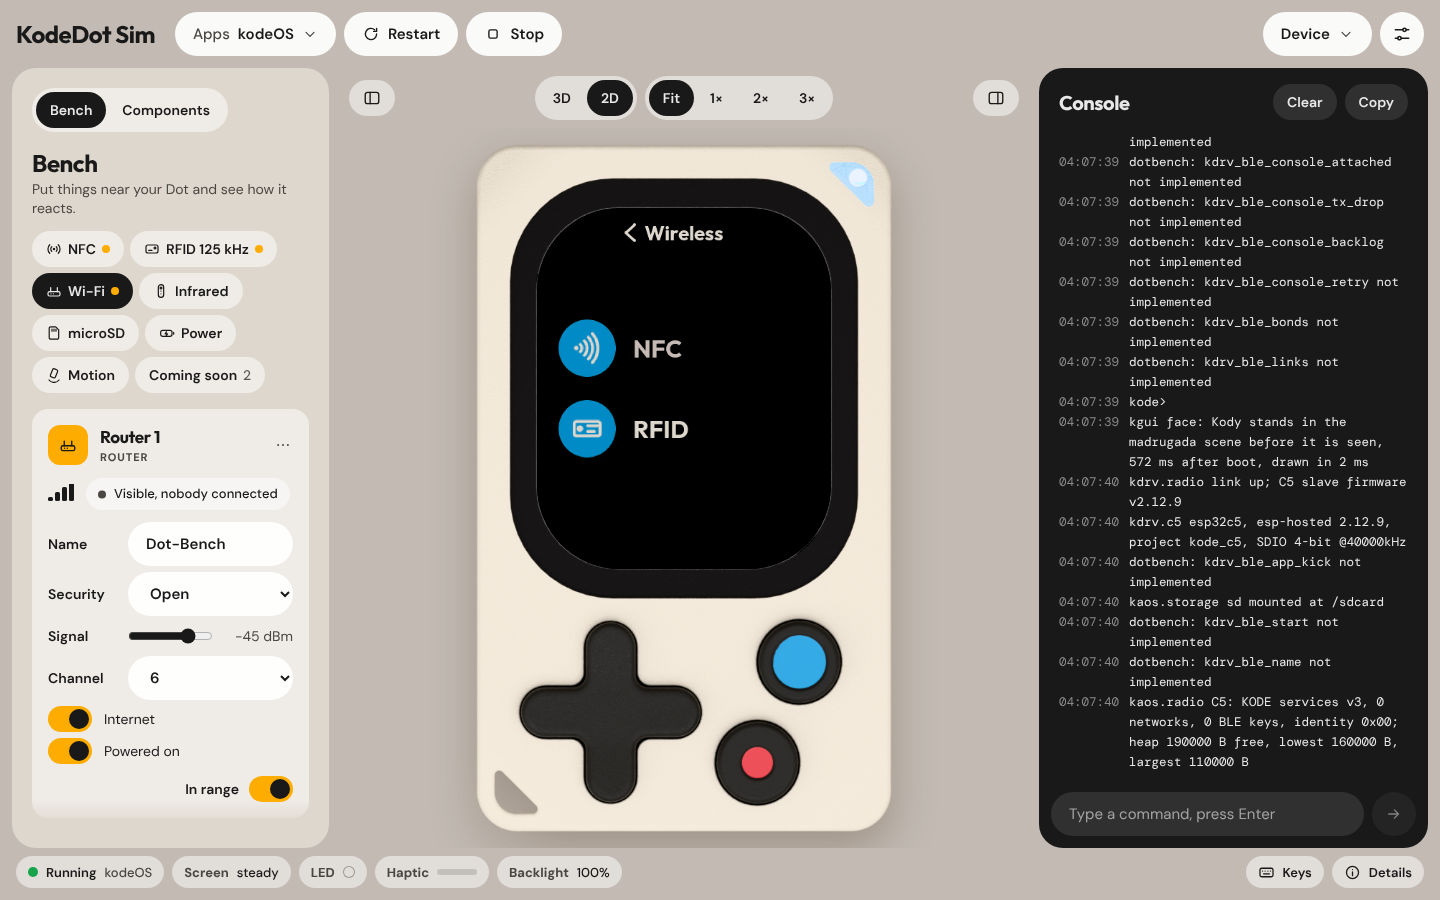 KodeDot Sim
Apps kodeOS
Restart
Stop
Device
Bench
Components
Bench
Put things near your Dot and see how it
reacts.
NFC
RFID 125 kHz
Wi-Fi
Infrared
microSD
Power
Motion
Coming soon 2
Router 1
ROUTER
...
Visible, nobody connected
Name
Dot-Bench
Security
Open
Signal
-45 dBm
Channel
6
Internet
Powered on
In range
3D
2D
Fit
1×
2×
3×
Wireless
NFC
RFID
Console
Clear
Copy
implemented
04:07:39 dotbench: kdrv_ble_console_attached
not implemented
04:07:39 dotbench: kdrv_ble_console_tx_drop
not implemented
04:07:39 dotbench: kdrv_ble_console_backlog
not implemented
04:07:39 dotbench: kdrv_ble_console_retry not
implemented
04:07:39 dotbench: kdrv_ble_bonds not
implemented
04:07:39 dotbench: kdrv_ble_links not
implemented
04:07:39 kode>
04:07:39 kgui face: Kody stands in the
madrugada scene before it is seen,
572 ms after boot, drawn in 2 ms
04:07:40 kdrv.radio link up; C5 slave firmware
v2.12.9
04:07:40 kdrv.c5 esp32c5, esp-hosted 2.12.9,
project kode_c5, SDIO 4-bit @40000kHz
04:07:40 dotbench: kdrv_ble_app_kick not
implemented
04:07:40 kaos.storage sd mounted at /sdcard
04:07:40 dotbench: kdrv_ble_start not
implemented
04:07:40 dotbench: kdrv_ble_name not
implemented
04:07:40 kaos.radio C5: KODE services v3, 0
networks, 0 BLE keys, identity 0x00;
heap 190000 B free, lowest 160000 B,
largest 110000 B
Type a command, press Enter
Running kodeOS
Screen steady
LED
Haptic
Backlight 100%
Keys
Details